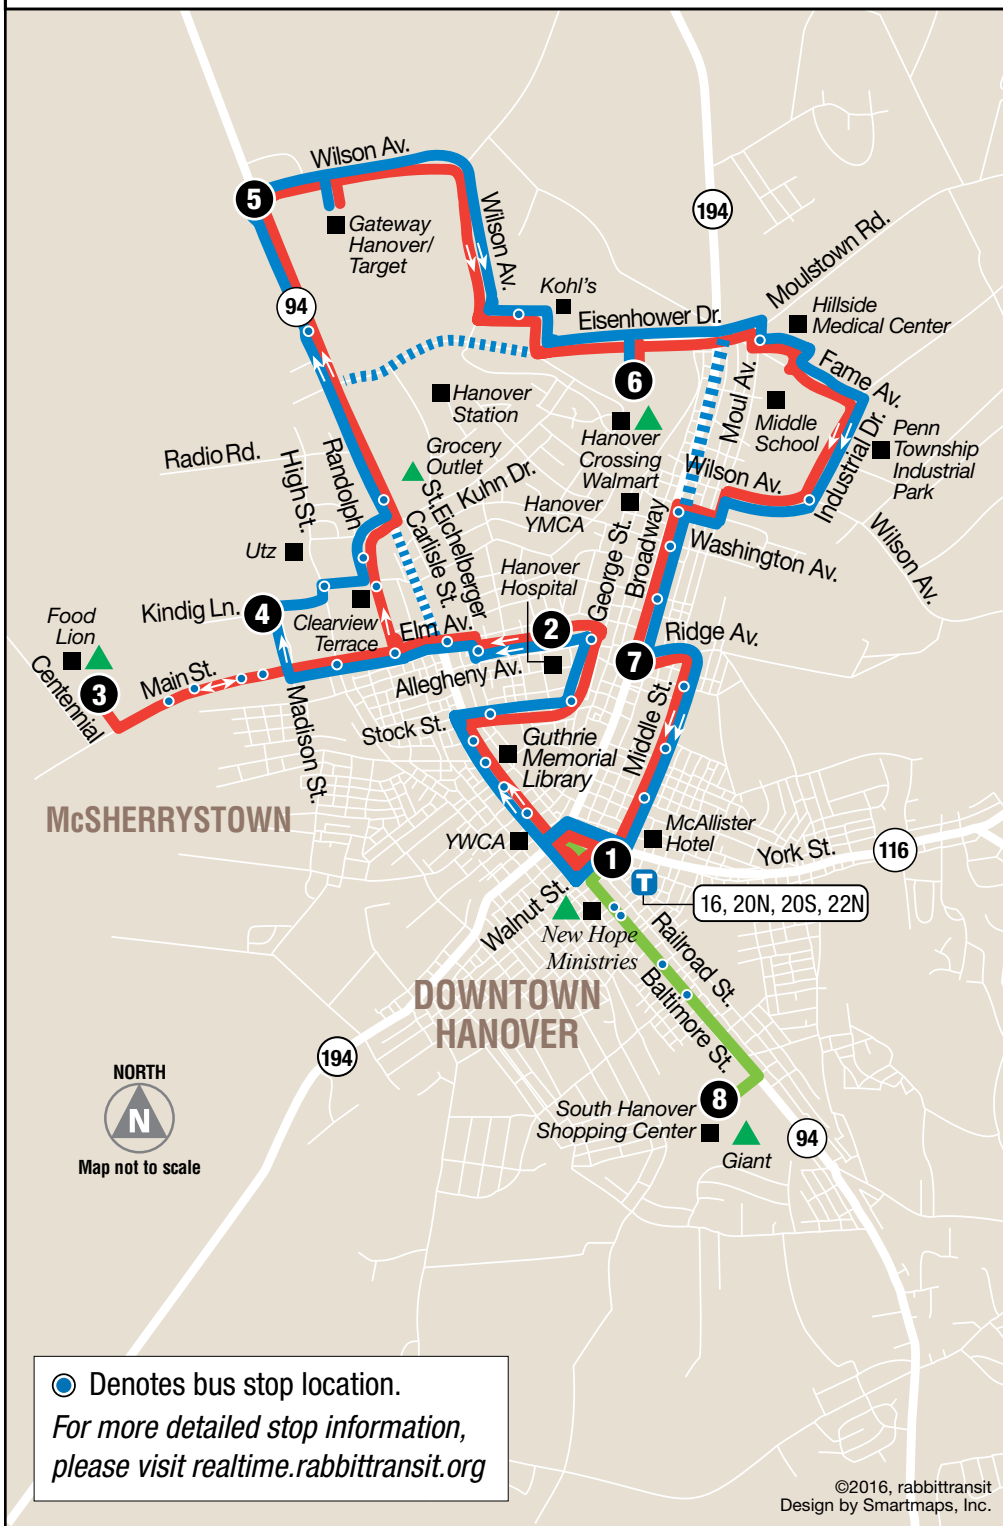 Wilson Av.
5
Gateway
Hanover/
Target
Wilson Av.
194
Moulstown Rd.
Kohl's
Hillside
Medical Center
94
Eisenhower Dr.
Fame Av.
6
Moul Av.
Hanover
Station
Middle
School
Industrial Dr.
Penn
Township
Industrial
Park
Hanover
Crossing
Walmart
Grocery
Outlet
Radio Rd.
High St.
Randolph
St.
Kuhn Dr.
Eichelberger
Carlisle St.
Wilson Av.
Hanover
YMCA
George St.
Broadway
Washington Av.
Wilson Av.
Utz
Hanover
Hospital
Kindig Ln.
4
Clearview
Terrace
Elm Av.
2
Ridge Av.
Food
Lion
3
Centennial
Main St.
Allegheny Av.
7
Madison St.
Stock St.
Middle St.
Guthrie
Memorial
Library
McSHERRYSTOWN
YWCA
McAllister
Hotel
1
York St.
116
T
16, 20N, 20S, 22N
Walnut St.
New Hope
Ministries
Railroad St.
Baltimore St.
DOWNTOWN
HANOVER
194
NORTH
N
Map not to scale
8
South Hanover
Shopping Center
Giant
94
Denotes bus stop location.
For more detailed stop information,
please visit realtime.rabbittransit.org
©2016, rabbittransit
Design by Smartmaps, Inc.